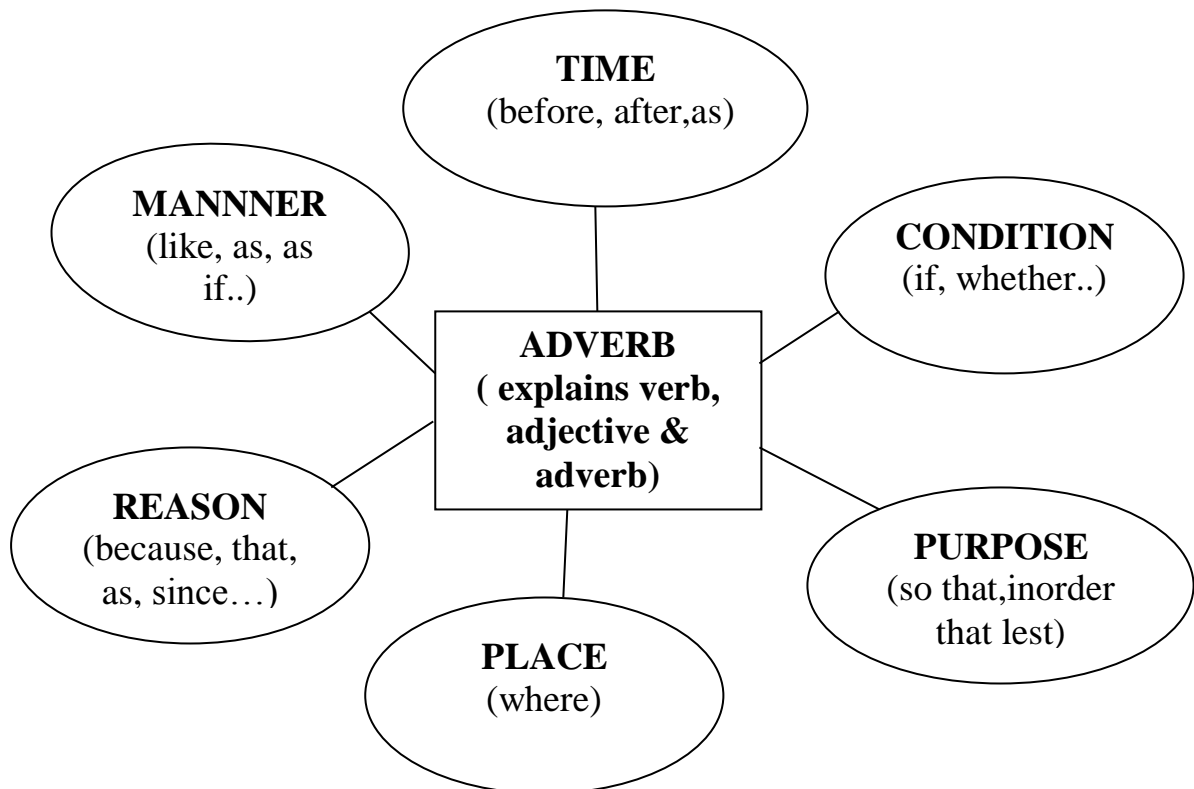 TIME
(before, after,as)
MANNNER
(like, as, as
if..)
CONDITION
(if, whether..)
ADVERB
( explains verb,
adjective &
adverb)
REASON
(because, that,
as, since…)
PURPOSE
(so that,inorder
that lest)
PLACE
(where)